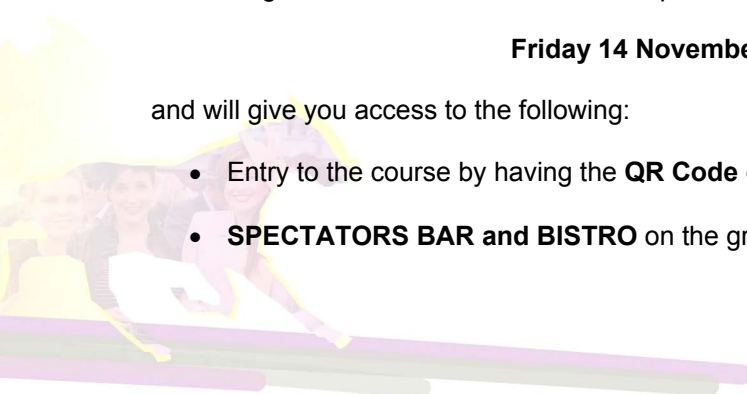 Friday 14 Novembe
and will give you access to the following:
• Entry to the course by having the QR Code
• SPECTATORS BAR and BISTRO on the gr